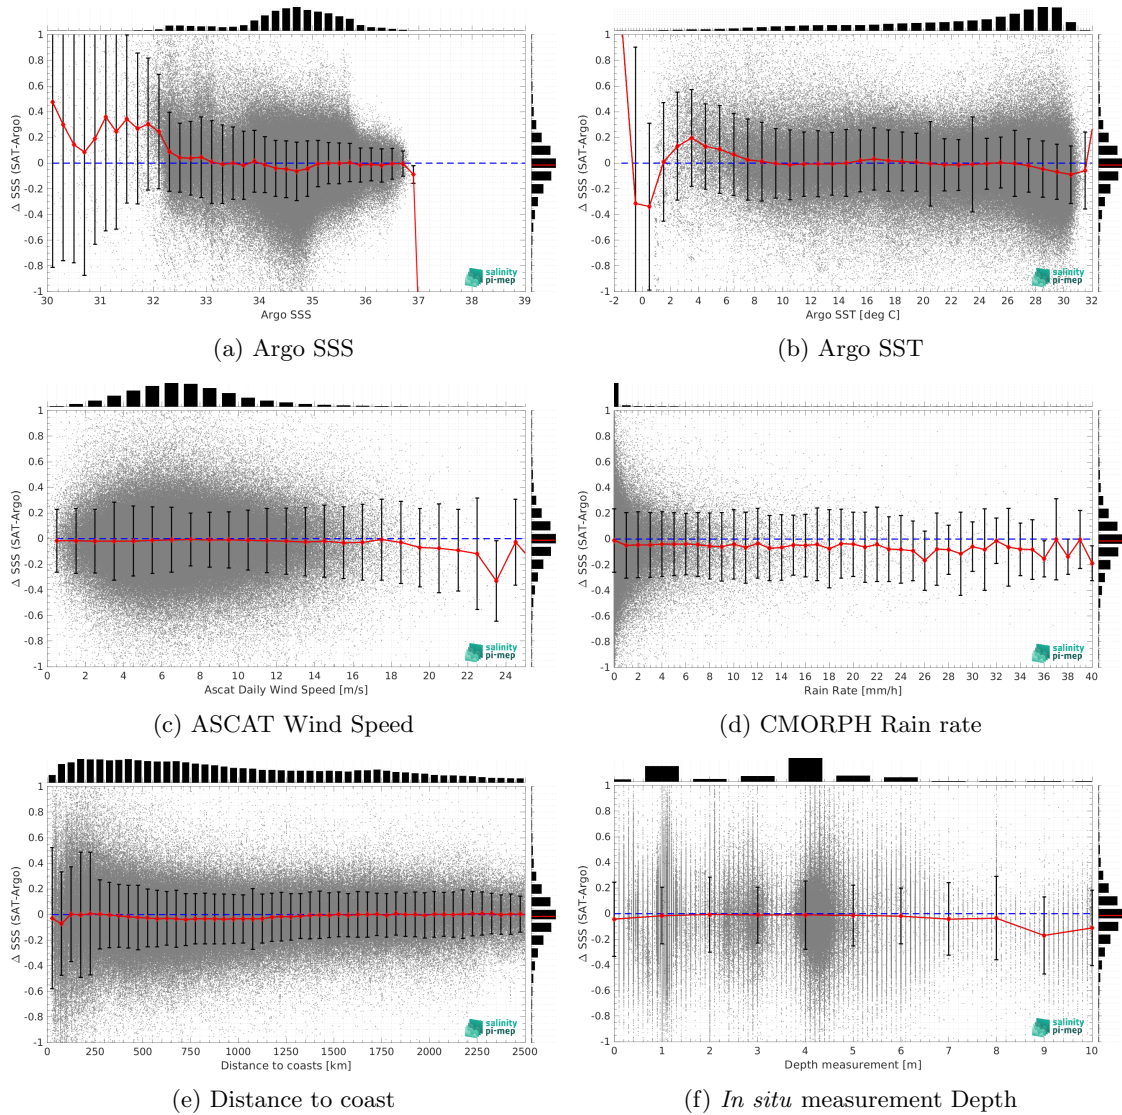 1
0.8
0.6
0.4
0.2
0
-0.2
-0.4
-0.6
-0.8
-1
Δ SSS (SAT-Argo)
30 31 32 33 34 35 36 37 38 39
Argo SSS
salinity
pi-mep
(a) Argo SSS
1
0.8
0.6
0.4
0.2
0
-0.2
-0.4
-0.6
-0.8
-1
Δ SSS (SAT-Argo)
-2 0 2 4 6 8 10 12 14 16 18 20 22 24 26 28 30 32
Argo SST [deg C]
salinity
pi-mep
(b) Argo SST
1
0.8
0.6
0.4
0.2
0
-0.2
-0.4
-0.6
-0.8
-1
Δ SSS (SAT-Argo)
0 2 4 6 8 10 12 14 16 18 20 22 24
Ascat Daily Wind Speed [m/s]
salinity
pi-mep
(c) ASCAT Wind Speed
1
0.8
0.6
0.4
0.2
0
-0.2
-0.4
-0.6
-0.8
-1
Δ SSS (SAT-Argo)
0 2 4 6 8 10 12 14 16 18 20 22 24 26 28 30 32 34 36 38 40
Rain Rate [mm/h]
salinity
pi-mep
(d) CMORPH Rain rate
1
0.8
0.6
0.4
0.2
0
-0.2
-0.4
-0.6
-0.8
-1
Δ SSS (SAT-Argo)
0 250 500 750 1000 1250 1500 1750 2000 2250 2500
Distance to coasts [km]
salinity
pi-mep
(e) Distance to coast
1
0.8
0.6
0.4
0.2
0
-0.2
-0.4
-0.6
-0.8
-1
Δ SSS (SAT-Argo)
0 1 2 3 4 5 6 7 8 9 10
Depth measurement [m]
salinity
pi-mep
(f) In situ measurement Depth